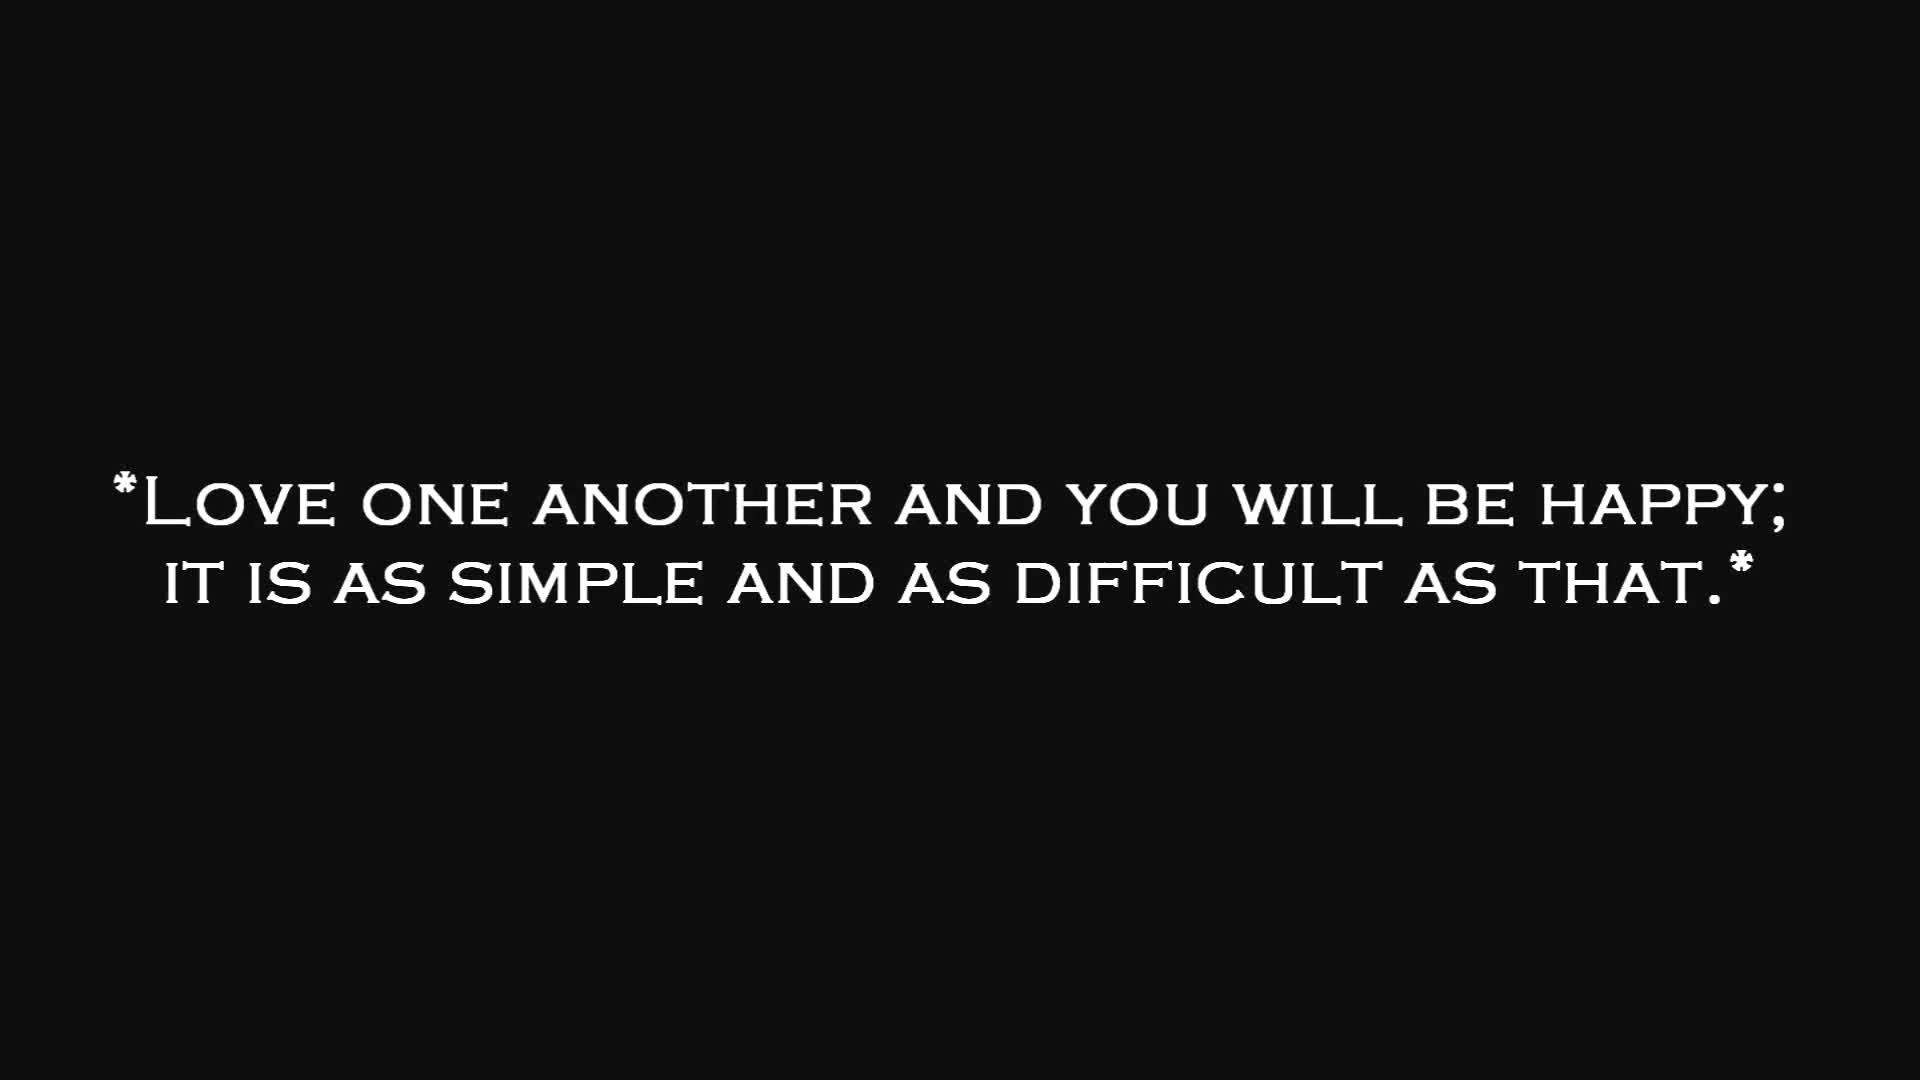 *Love one another and you will be happy;
it is as simple and as difficult as that.*